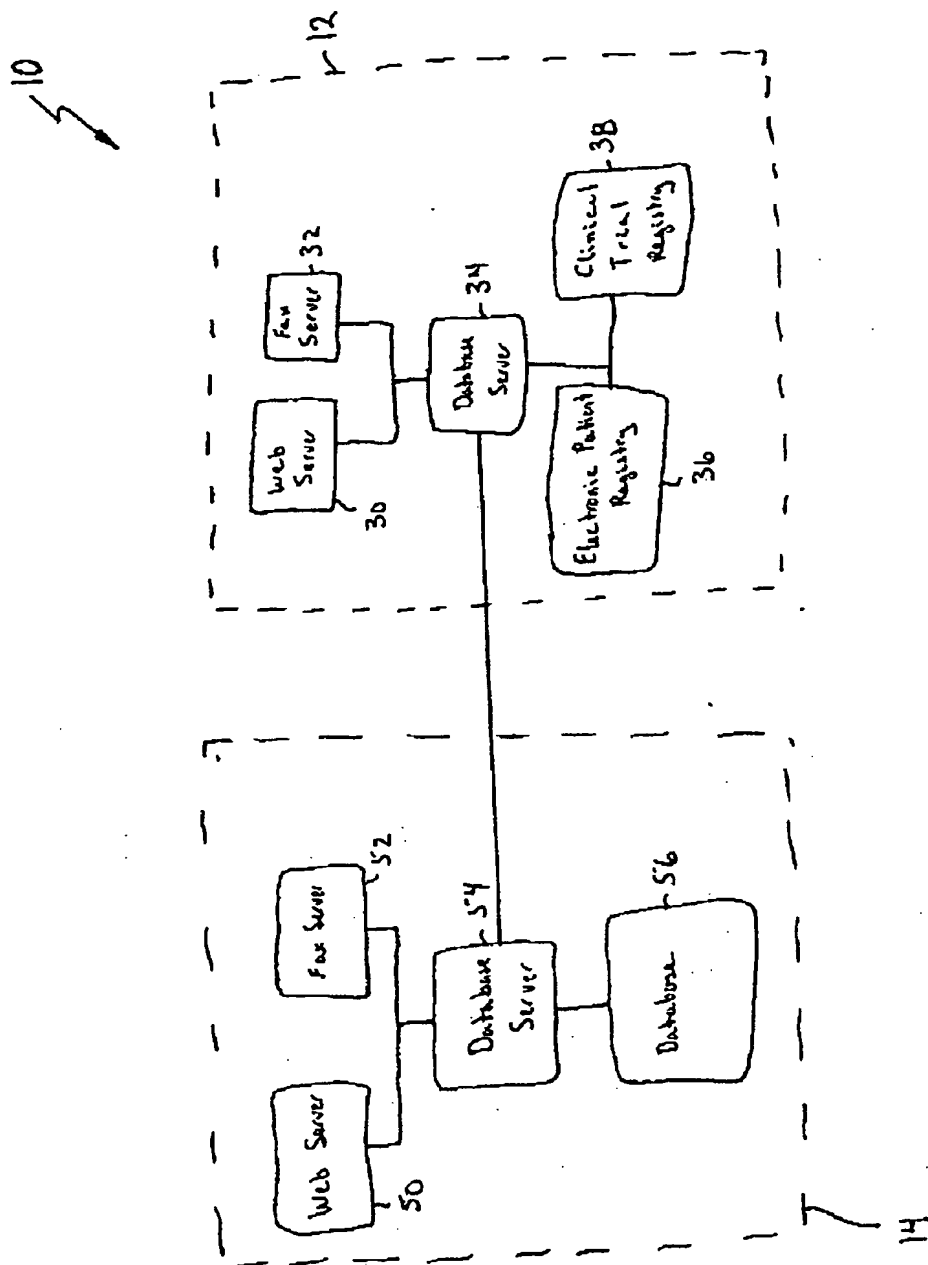 10
12
Web
Server
30
Fax
Server
32
Database
Server
34
Electronic Patient
Registry
36
Clinical
Trial
Registry
38
Web Server
50
Fax Server
52
Database
Server
54
Database
56
14